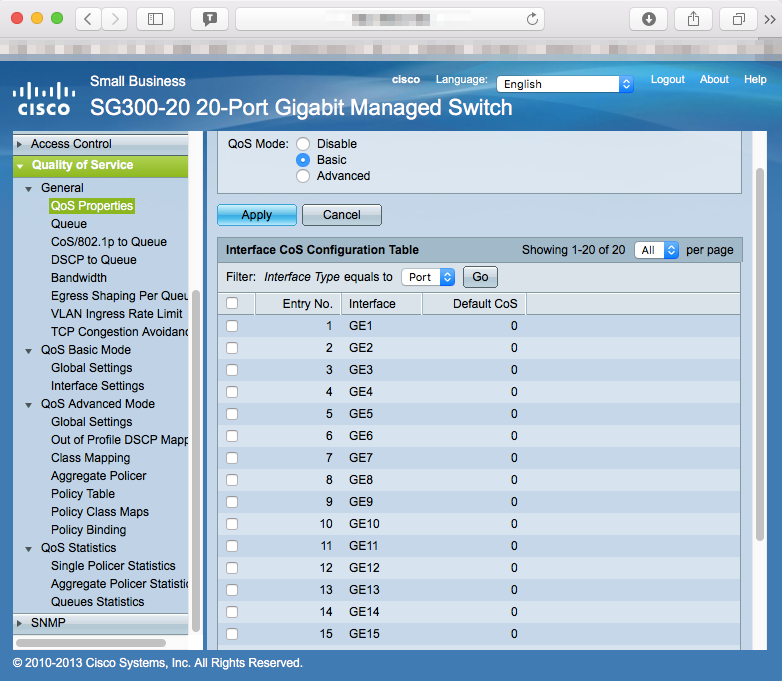 Small Business
cisco Language: English Logout About Help
CISCO SG300-20 20-Port Gigabit Managed Switch
Access Control
Quality of Service
General
QoS Properties
Queue
CoS/802.1p to Queue
DSCP to Queue
Bandwidth
Egress Shaping Per Queu
VLAN Ingress Rate Limit
TCP Congestion Avoidanc
QoS Basic Mode
Global Settings
Interface Settings
QoS Advanced Mode
Global Settings
Out of Profile DSCP Mapp
Class Mapping
Aggregate Policer
Policy Table
Policy Class Maps
Policy Binding
QoS Statistics
Single Policer Statistics
Aggregate Policer Statistic
Queues Statistics
SNMP
QoS Mode: Disable
Basic
Advanced
Apply Cancel
Interface CoS Configuration Table Showing 1-20 of 20 All per page
Filter: Interface Type equals to Port Go
Entry No. Interface Default CoS
1 GE1 0
2 GE2 0
3 GE3 0
4 GE4 0
5 GE5 0
6 GE6 0
7 GE7 0
8 GE8 0
9 GE9 0
10 GE10 0
11 GE11 0
12 GE12 0
13 GE13 0
14 GE14 0
15 GE15 0
© 2010-2013 Cisco Systems, Inc. All Rights Reserved.